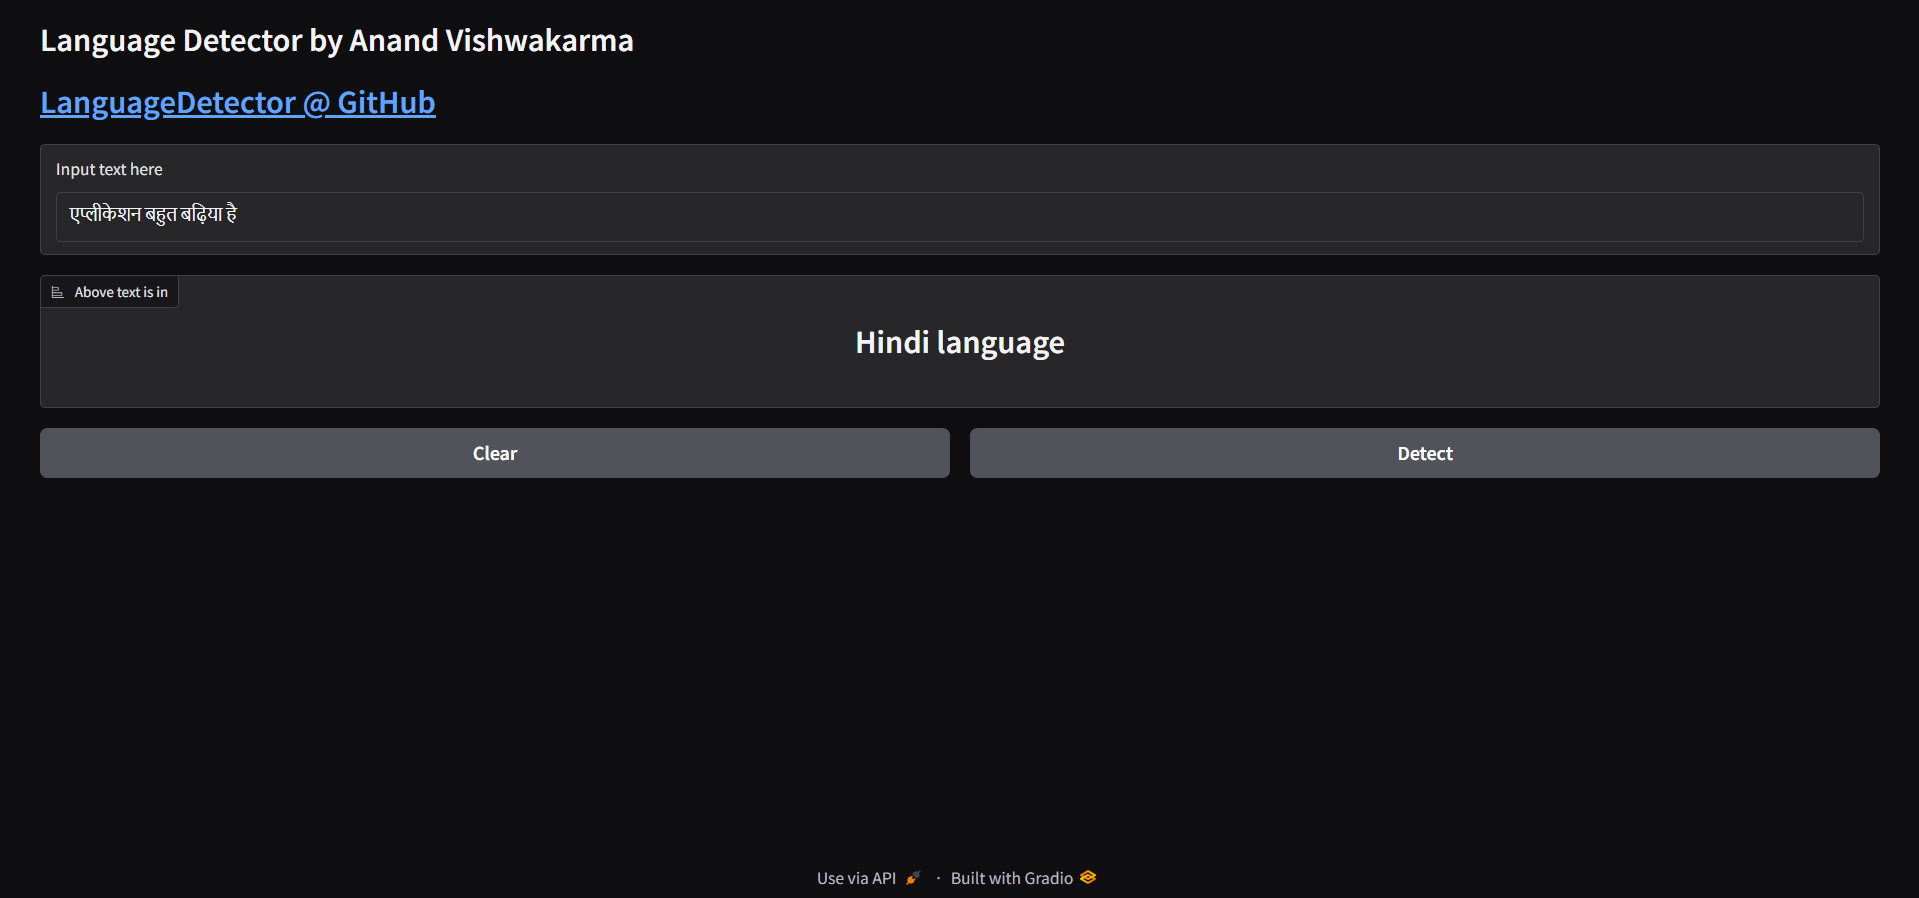 Language Detector by Anand Vishwakarma
LanguageDetector @ GitHub
Input text here
एप्लीकेशन बहुत बढ़िया है
Above text is in
Hindi language
Clear
Detect
Use via API · Built with Gradio